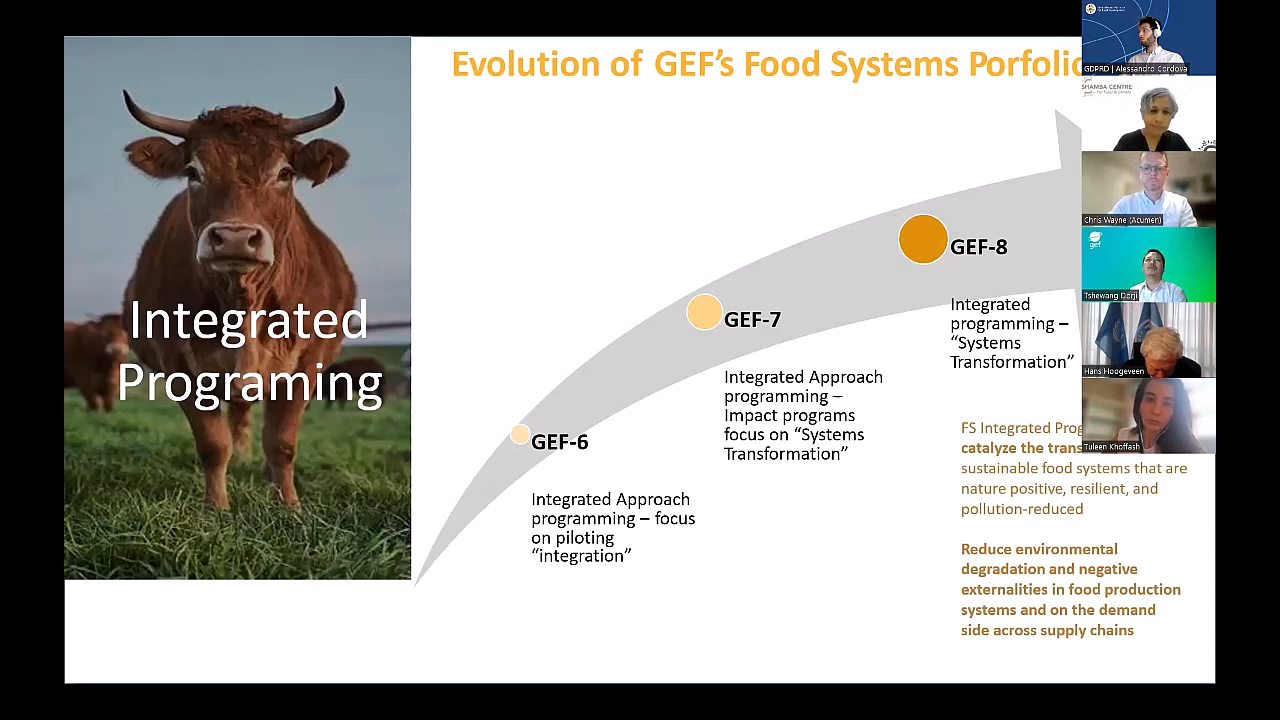 Evolution of GEF’s Food Systems Porfolio
Integrated
Programing
GEF-6
Integrated Approach
programming – focus
on piloting
“integration”
GEF-7
Integrated Approach
programming –
Impact programs
focus on “Systems
Transformation”
GEF-8
Integrated
programming –
“Systems
Transformation”
FS Integrated
catalyze the
sustainable food systems that are
nature positive, resilient, and
pollution-reduced
Reduce environmental
degradation and negative
externalities in food production
systems and on the demand
side across supply chains
GDPRD | Alessandro Cordova
SHAMBA CENTRE
for food & climate
Chris Wayne (Acumen)
gef
Tshewang Dorji
Hans Hoogeveen
Tuleen Khoffash